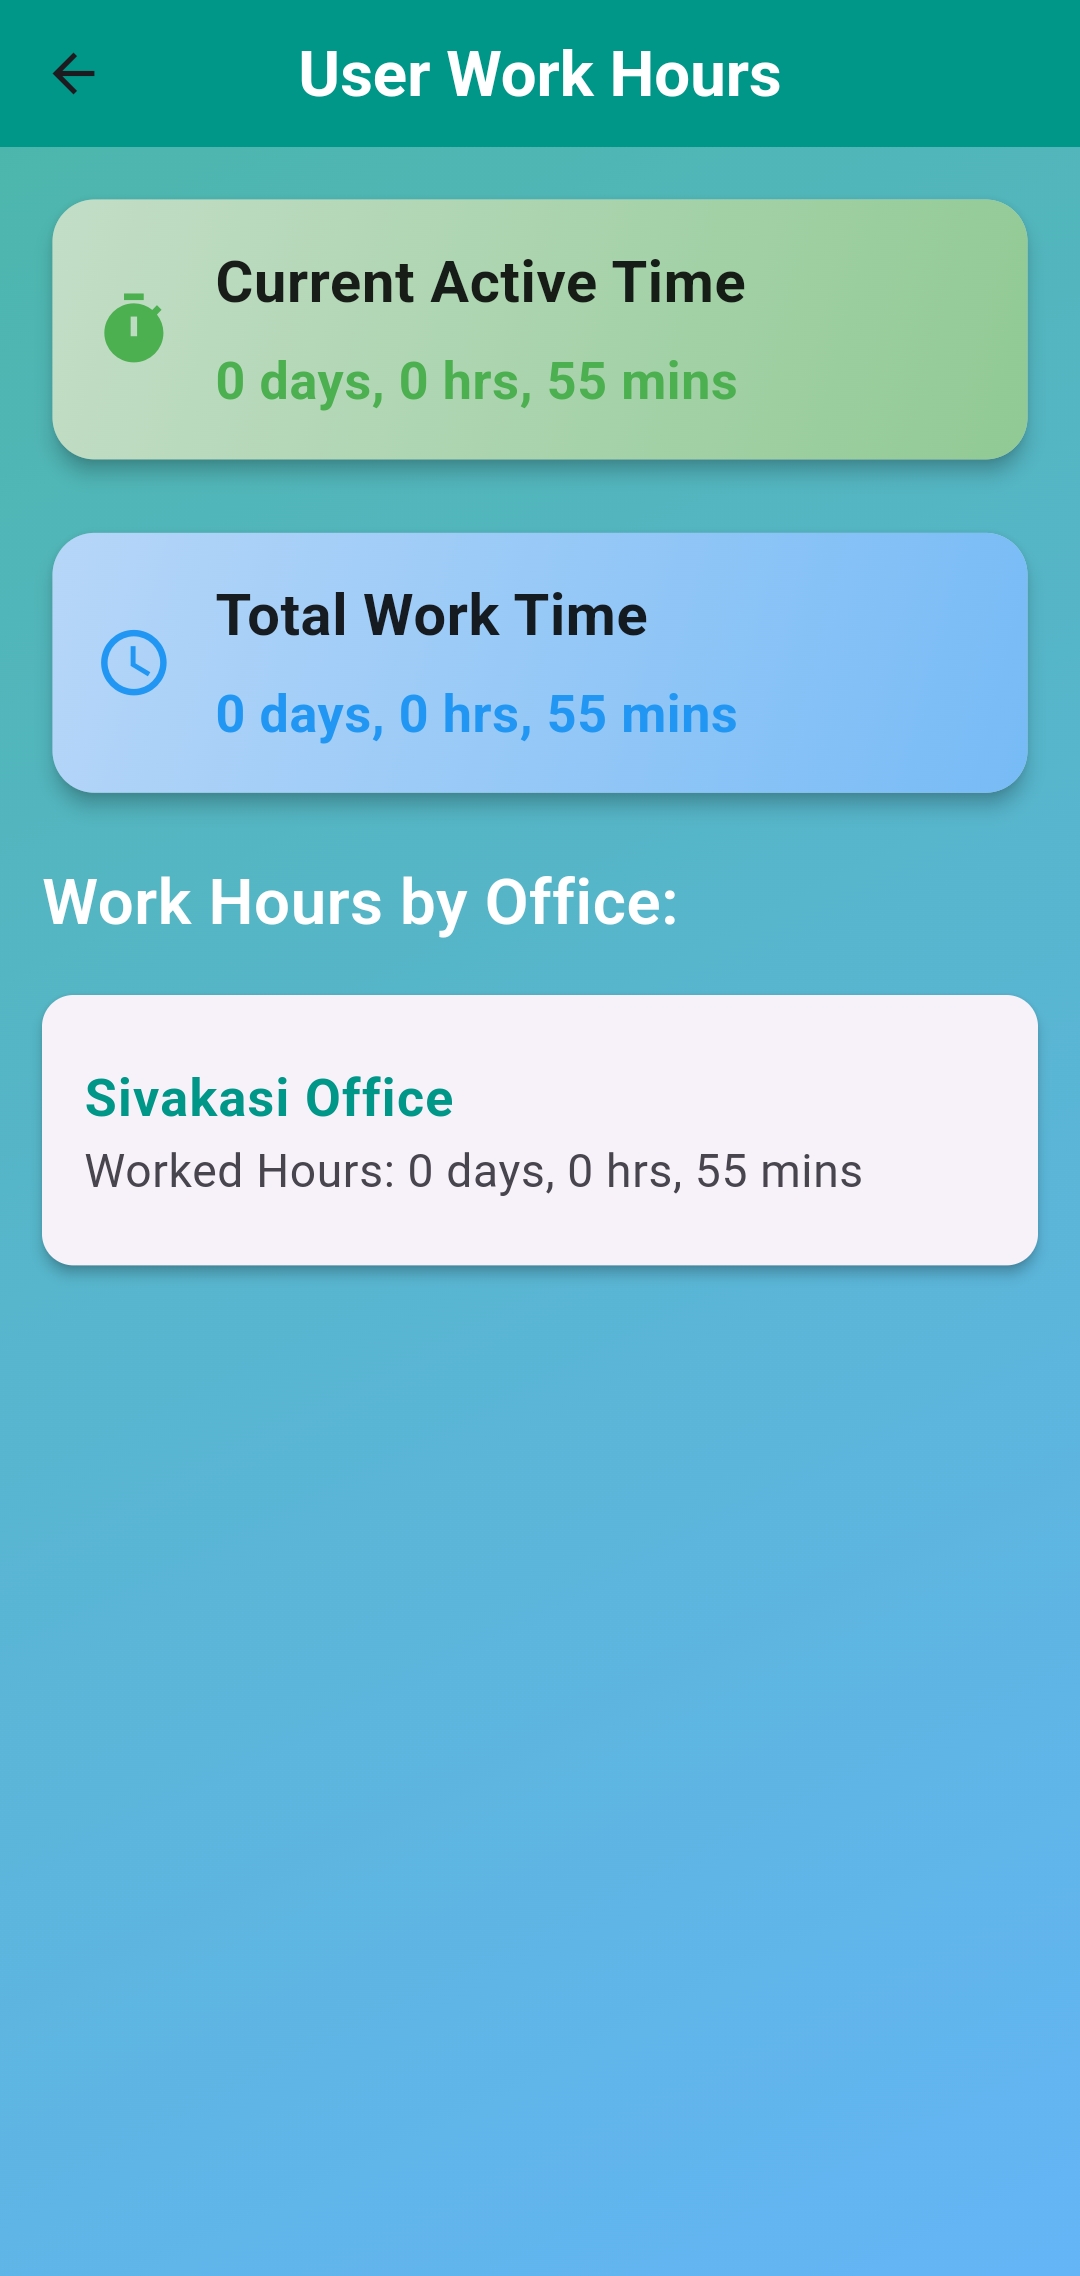 User Work Hours
Current Active Time
0 days, 0 hrs, 55 mins
Total Work Time
0 days, 0 hrs, 55 mins
Work Hours by Office:
Sivakasi Office
Worked Hours: 0 days, 0 hrs, 55 mins